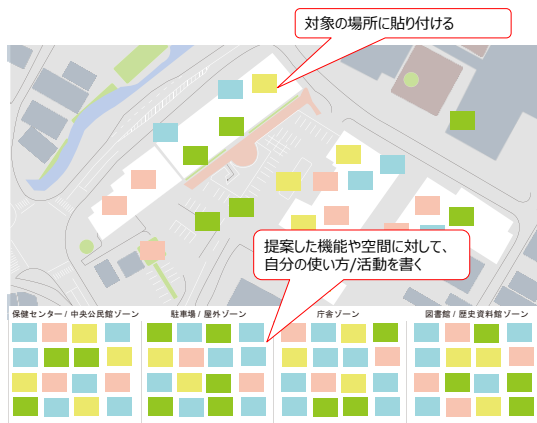 対象の場所に貼り付ける
提案した機能や空間に対して、
自分の使い方/活動を書く
保健センター / 中央公民館ゾーン
駐車場 / 屋外ゾーン
庁舎ゾーン
図書館 / 歴史資料館ゾーン